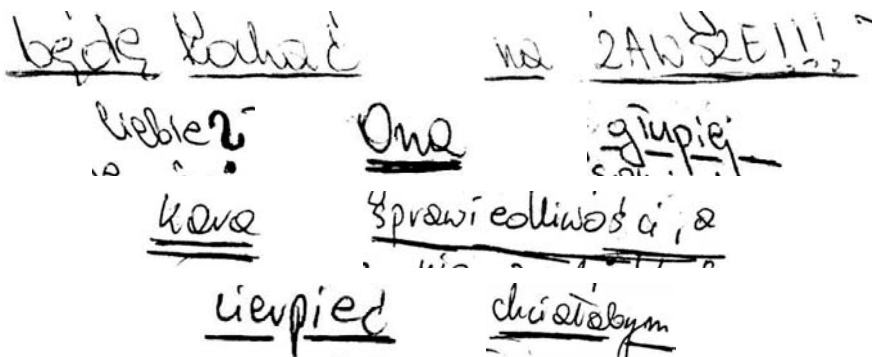 będę kochać na ZAWSZE!!!
ciebie?
Ona głupiej
Kara sprawiedliwości, a
cierpieć chciałabym